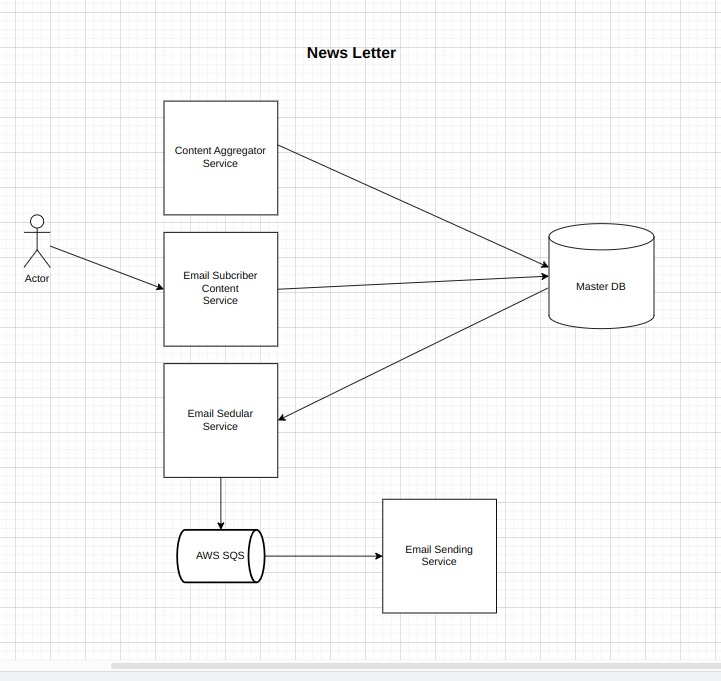 News Letter
Content Aggregator
Service
Actor
Email Subcriber
Content
Service
Master DB
Email Sedular
Service
AWS SQS
Email Sending
Service